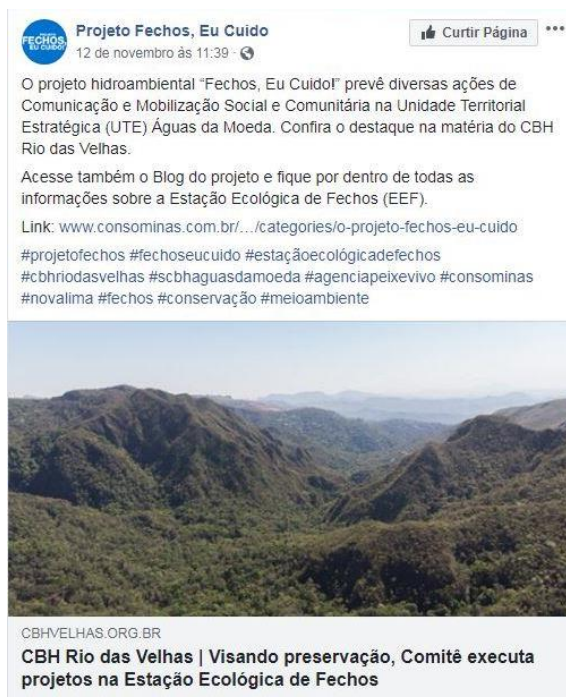 PROJETO
FECHOS,
EU CUIDO!
Projeto Fechos, Eu Cuido
12 de novembro às 11:39 ·
Curtir Página
O projeto hidroambiental “Fechos, Eu Cuido!” prevê diversas ações de
Comunicação e Mobilização Social e Comunitária na Unidade Territorial
Estratégica (UTE) Águas da Moeda. Confira o destaque na matéria do CBH
Rio das Velhas.
Acesse também o Blog do projeto e fique por dentro de todas as
informações sobre a Estação Ecológica de Fechos (EEF).
Link: www.consominas.com.br/…/categories/o-projeto-fechos-eu-cuido
#projetofechos #fechoseucuido #estaçãoecológicadefechos
#cbhriodasvelhas #scbhaguasdamoeda #agenciapeixevivo #consominas
#novalima #fechos #conservação #meioambiente
CBHVELHAS.ORG.BR
CBH Rio das Velhas | Visando preservação, Comitê executa
projetos na Estação Ecológica de Fechos